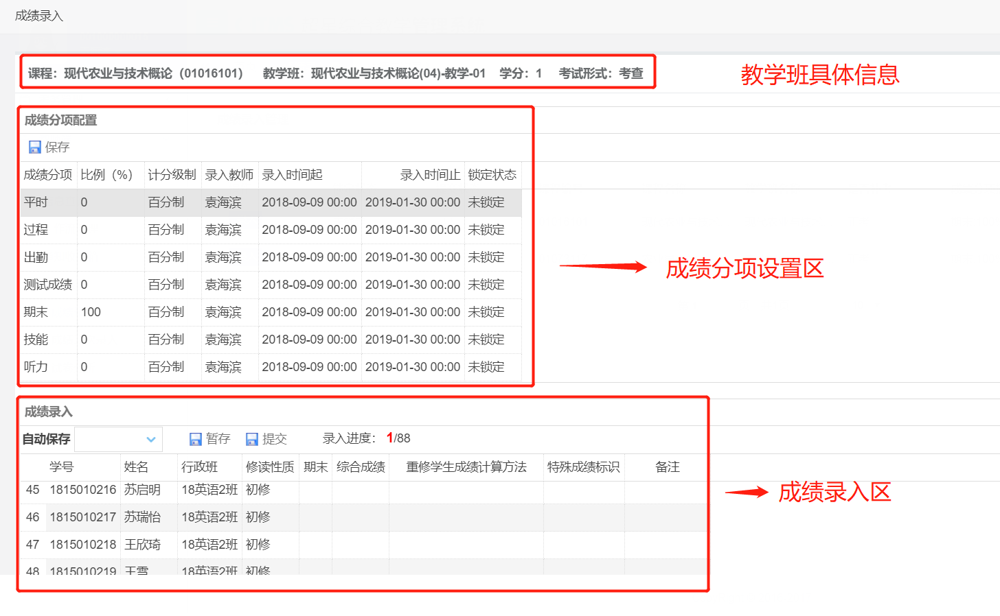 成绩录入
课程：现代农业与技术概论（01016101） 教学班：现代农业与技术概论(04)-教学-01 学分：1 考试形式：考查
教学班具体信息
成绩分项配置
保存
成绩分项 比例（%） 计分级制 录入教师 录入时间起 录入时间止 锁定状态
平时 0 百分制 袁海滨 2018-09-09 00:00 2019-01-30 00:00 未锁定
过程 0 百分制 袁海滨 2018-09-09 00:00 2019-01-30 00:00 未锁定
出勤 0 百分制 袁海滨 2018-09-09 00:00 2019-01-30 00:00 未锁定
测试成绩 0 百分制 袁海滨 2018-09-09 00:00 2019-01-30 00:00 未锁定
期末 100 百分制 袁海滨 2018-09-09 00:00 2019-01-30 00:00 未锁定
技能 0 百分制 袁海滨 2018-09-09 00:00 2019-01-30 00:00 未锁定
听力 0 百分制 袁海滨 2018-09-09 00:00 2019-01-30 00:00 未锁定
成绩分项设置区
成绩录入
自动保存 暂存 提交 录入进度： 1/88
学号 姓名 行政班 修读性质 期末 综合成绩 重修学生成绩计算方法 特殊成绩标识 备注
45 1815010216 苏启明 18英语2班 初修
46 1815010217 苏瑞怡 18英语2班 初修
47 1815010218 王欣琦 18英语2班 初修
48 1815010219 王雪 18英语2班 初修
成绩录入区